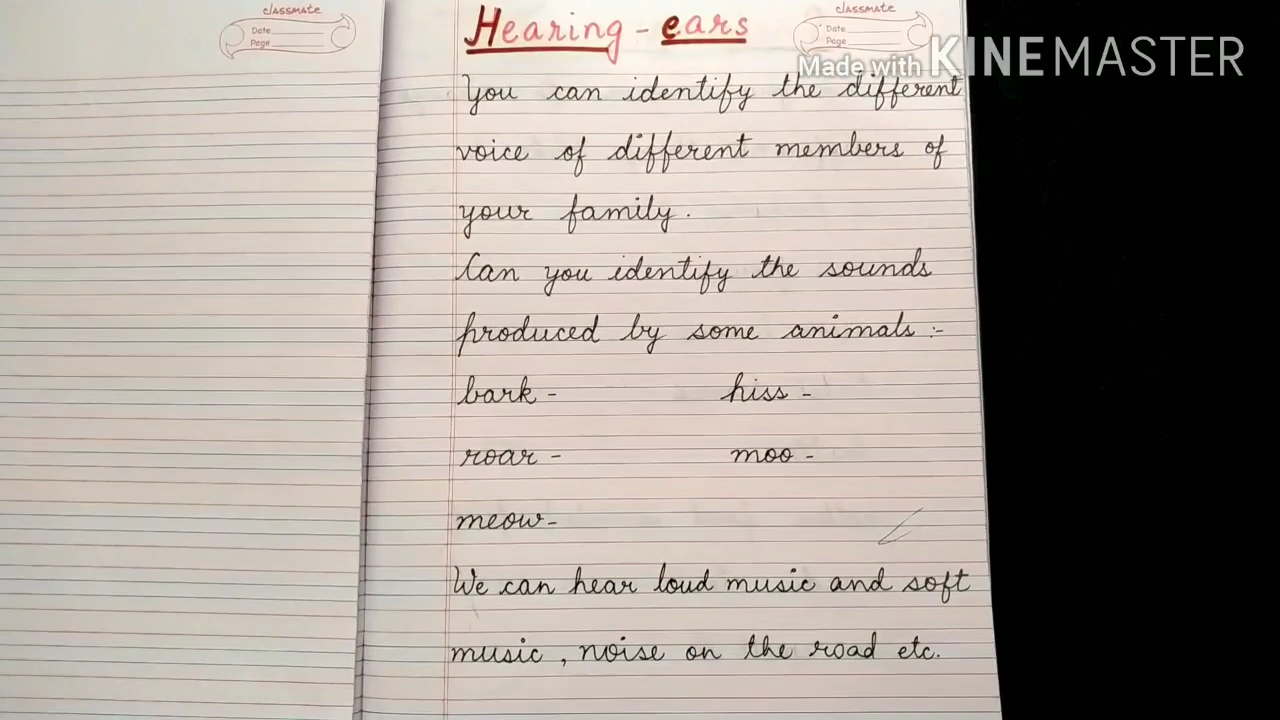 classmate
Date
Page
classmate
Date
Page
Made with KINEMASTER
Hearing - ears
You can identify the different
voice of different members of
your family.
Can you identify the sounds
produced by some animals :-
bark - hiss -
roar - moo -
meow -
We can hear loud music and soft
music, noise on the road etc.